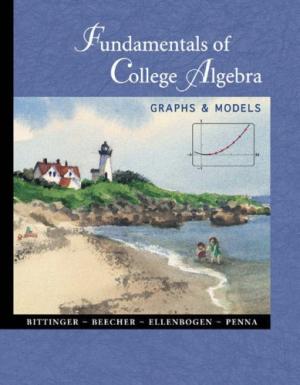 Fundamentals of
College Algebra
GRAPHS & MODELS
BITTINGER ~ BEECHER ~ ELLENBOGEN ~ PENNA